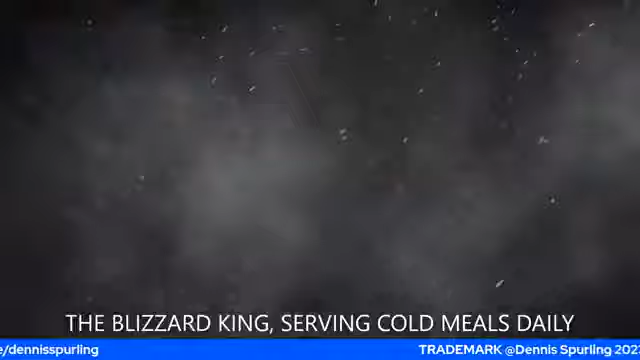 THE BLIZZARD KING, SERVING COLD MEALS DAILY
e/dennisspurling
TRADEMARK @Dennis Spurling 202